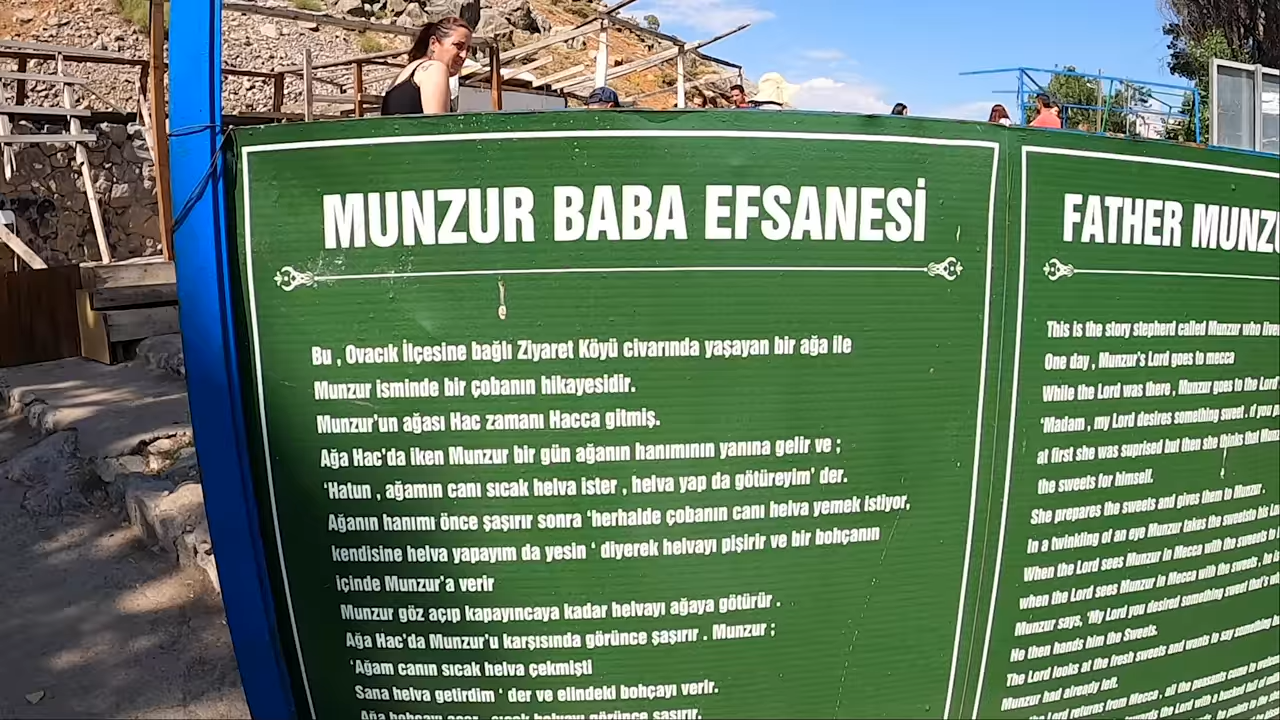 MUNZUR BABA EFSANESİ
Bu , Ovacık İlçesine bağlı Ziyaret Köyü civarında yaşayan bir ağa ile
Munzur isminde bir çobanın hikayesidir.
Munzur'un ağası Hac zamanı Hacca gitmiş.
Ağa Hac'da iken Munzur bir gün ağanın hanımının yanına gelir ve ;
'Hatun , ağamın canı sıcak helva ister , helva yap da götüreyim' der.
Ağanın hanımı önce şaşırır sonra 'herhalde çobanın canı helva yemek istiyor,
kendisine helva yapayım da yesin ' diyerek helvayı pişirir ve bir bohçanın
içinde Munzur'a verir
Munzur göz açıp kapayıncaya kadar helvayı ağaya götürür .
Ağa Hac'da Munzur'u karşısında görünce şaşırır . Munzur ;
'Ağam canın sıcak helva çekmişti
Sana helva getirdim ' der ve elindeki bohçayı verir.
Ağa bohçayı açar , sıcak helvayı görünce şaşırır.
FATHER MUNZU
This is the story stepherd called Munzur who live
One day , Munzur's Lord goes to mecca
While the Lord was there , Munzur goes to the Lord'
'Madam , my Lord desires something sweet , if you
at first she was suprised but then she thinks that Mun
the sweets for himself.
She prepares the sweets and gives them to Munzur .
In a twinkling of an eye Munzur takes the sweetsto his
When the Lord sees Munzur in Mecca with the sweets
when the Lord sees Munzur in Mecca with the sweets , he is
Munzur says, 'My Lord you desired something sweet that's
He then hands him the Sweets.
The Lord looks at the fresh sweets and wants to say something
Munzur had already left.
Lord returns from Mecca , all the peasants come to
the Lord with a